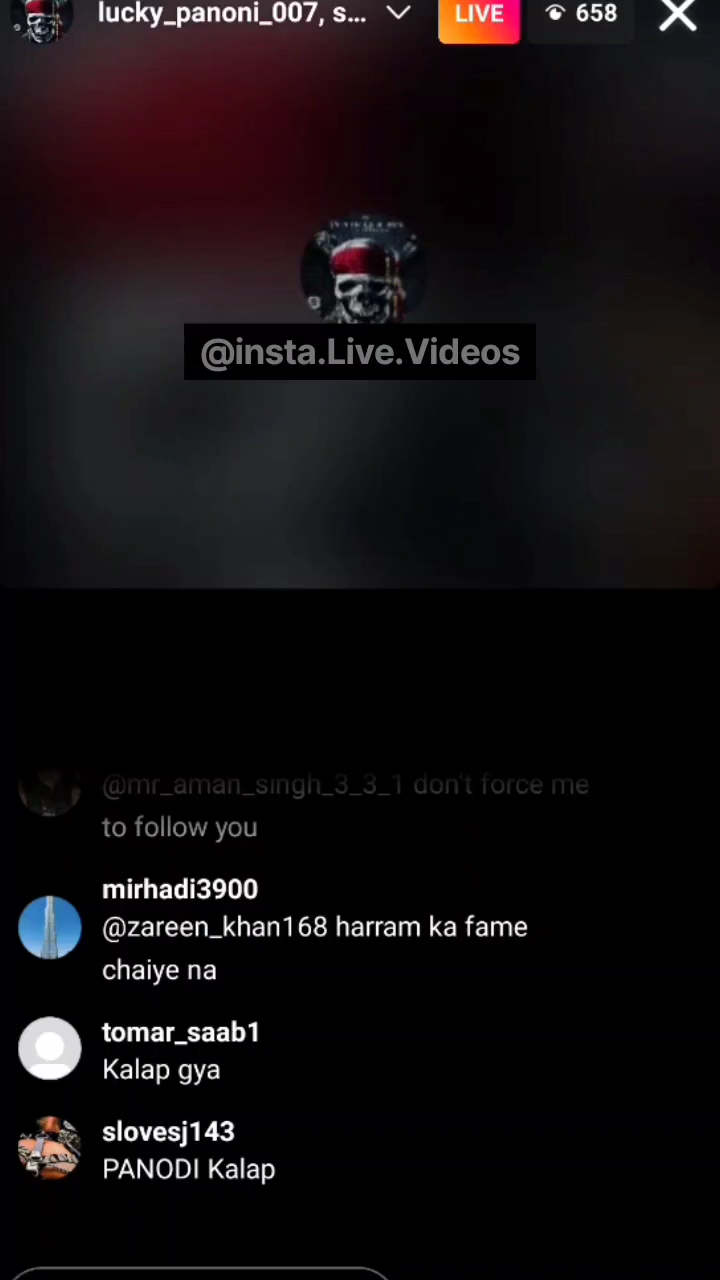 lucky_panoni_007, s...
LIVE
658
@insta.Live.Videos
@mr_aman_singh_3_3_1 don't force me
to follow you
mirhadi3900
@zareen_khan168 harram ka fame
chaiye na
tomar_saab1
Kalap gya
slovesj143
PANODI Kalap